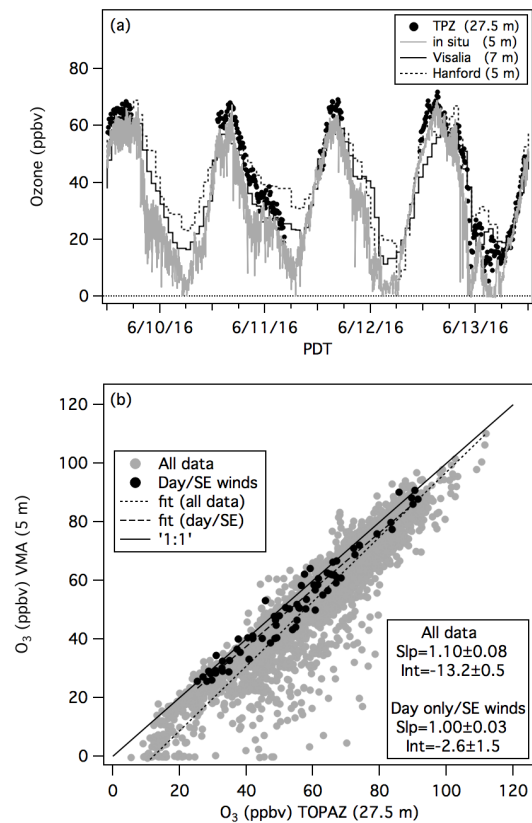 (a)
TPZ (27.5 m)
in situ (5 m)
Visalia (7 m)
Hanford (5 m)
80
60
40
20
0
Ozone (ppbv)
6/10/16 6/11/16 6/12/16 6/13/16
PDT
(b)
120
100
80
60
40
20
0
O₃ (ppbv) VMA (5 m)
All data
Day/SE winds
fit (all data)
fit (day/SE)
'1:1'
All data
Slp=1.10±0.08
Int=-13.2±0.5
Day only/SE winds
Slp=1.00±0.03
Int=-2.6±1.5
0 20 40 60 80 100 120
O₃ (ppbv) TOPAZ (27.5 m)